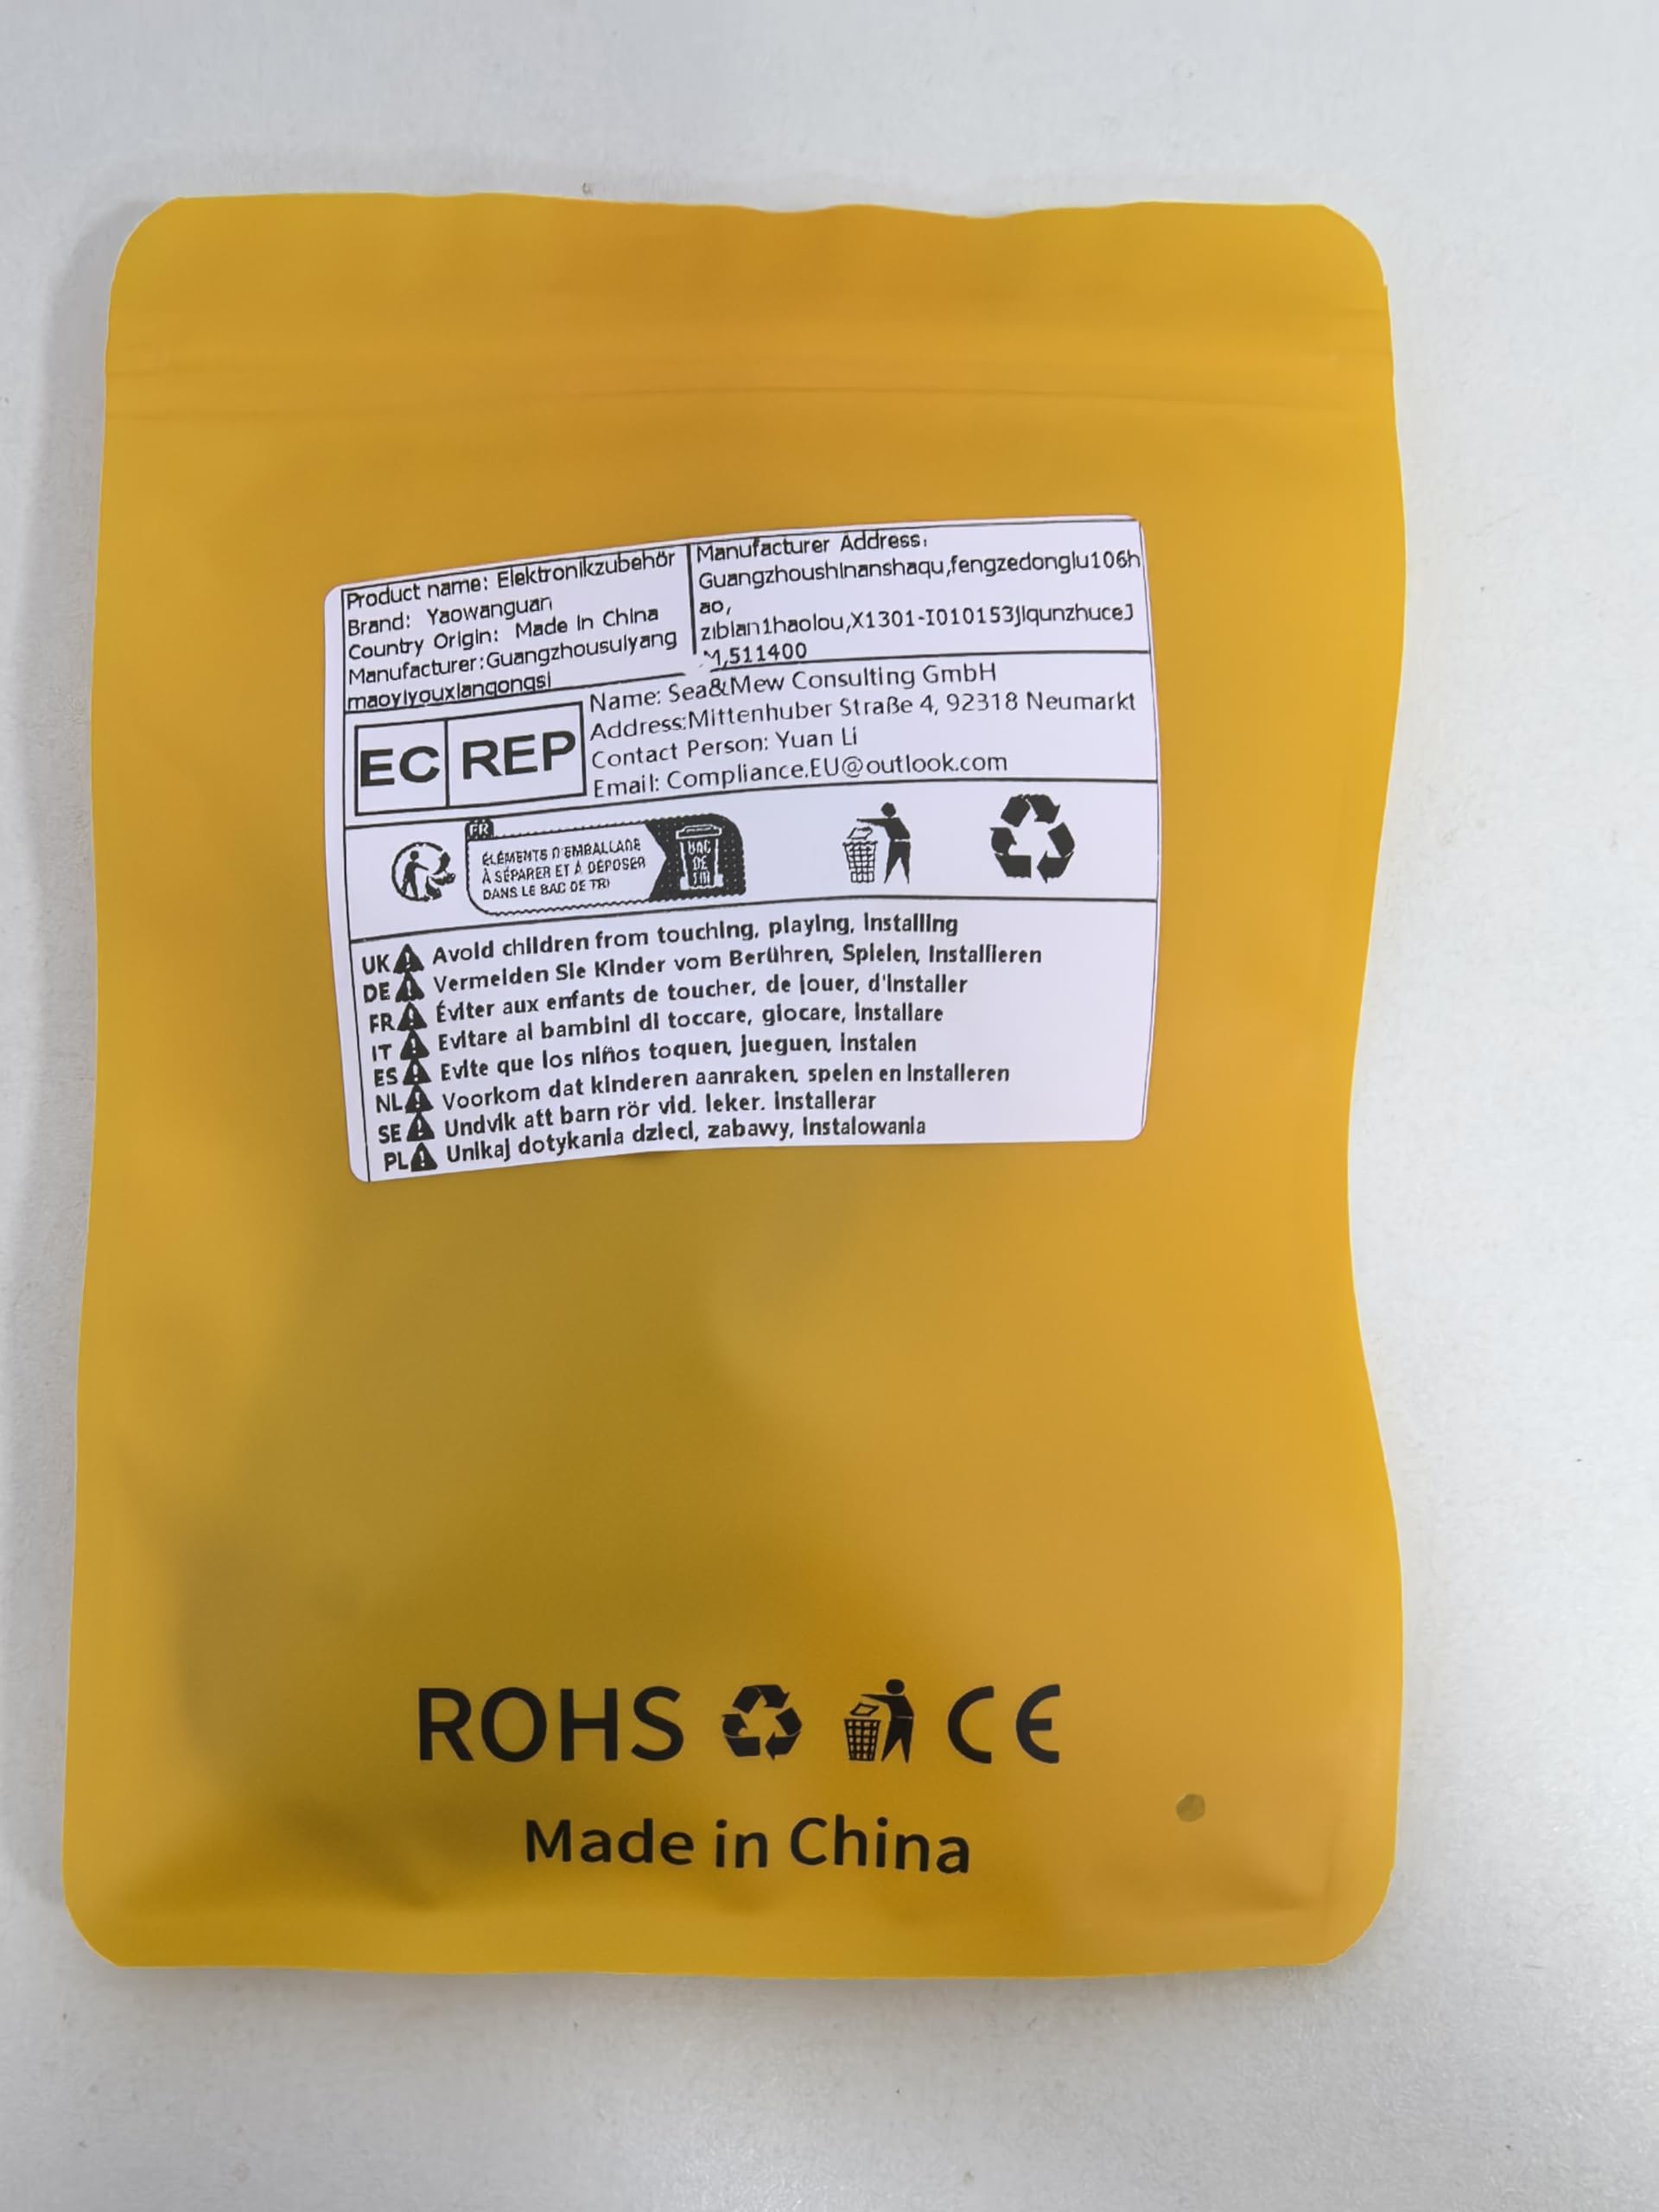 Product name: Elektronikzubehör
Brand: Yaowanguan
Country Origin: Made in China
Manufacturer:Guangzhousuiyang
maoyiyouxiangongsi
Manufacturer Address:
Guangzhoushinanshaqu,fengzedonglu106h
ao,
zibian1haolou,X1301-I010153jiqunzhuceJ
M,511400
EC REP
Name: Sea&Mew Consulting GmbH
Address:Mittenhuber Straße 4, 92318 Neumarkt
Contact Person: Yuan Li
Email: Compliance.EU@outlook.com
FR
ÉLÉMENTS D'EMBALLAGE
À SÉPARER ET À DÉPOSER
DANS LE BAC DE TRI
BAC
DE
TRI
UK Avoid children from touching, playing, installing
DE Vermeiden Sie Kinder vom Berühren, Spielen, Installieren
FR Éviter aux enfants de toucher, de jouer, d'installer
IT Evitare ai bambini di toccare, giocare, installare
ES Evite que los niños toquen, jueguen, instalen
NL Voorkom dat kinderen aanraken, spelen en installeren
SE Undvik att barn rör vid. leker. installerar
PL Unikaj dotykania dzieci, zabawy, instalowania
ROHS CE
Made in China